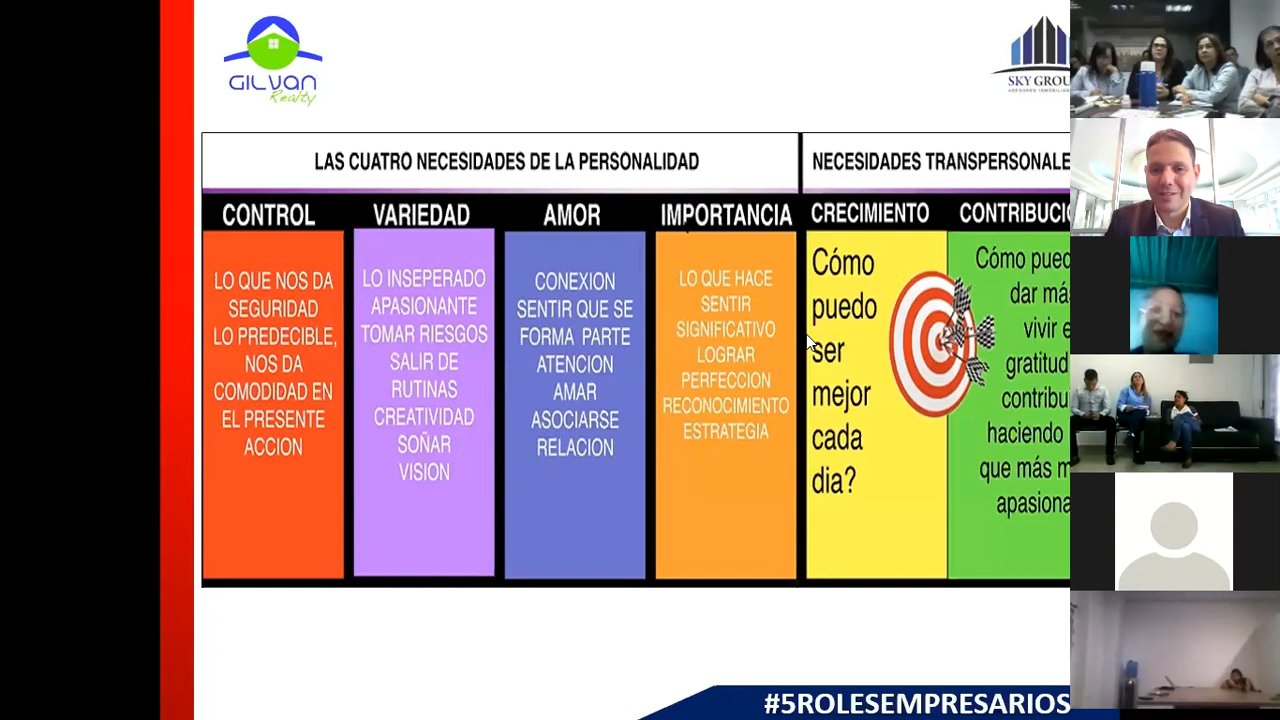 GILVAN
Realty
SKY GROU
ASESORES INMOBILIAR
LAS CUATRO NECESIDADES DE LA PERSONALIDAD
NECESIDADES TRANSPERSONALE
CONTROL
LO QUE NOS DA
SEGURIDAD
LO PREDECIBLE,
NOS DA
COMODIDAD EN
EL PRESENTE
ACCION
VARIEDAD
LO INSEPERADO
APASIONANTE
TOMAR RIESGOS
SALIR DE
RUTINAS
CREATIVIDAD
SOÑAR
VISION
AMOR
CONEXION
SENTIR QUE SE
FORMA PARTE
ATENCION
AMAR
ASOCIARSE
RELACION
IMPORTANCIA
LO QUE HACE
SENTIR
SIGNIFICATIVO
LOGRAR
PERFECCION
RECONOCIMIENTO
ESTRATEGIA
CRECIMIENTO
Cómo
puedo
ser
mejor
cada
dia?
CONTRIBUCIO
Cómo pued
dar más
vivir e
gratitud
contribu
haciendo
que más m
apasiona
#5ROLESEMPRESARIOS